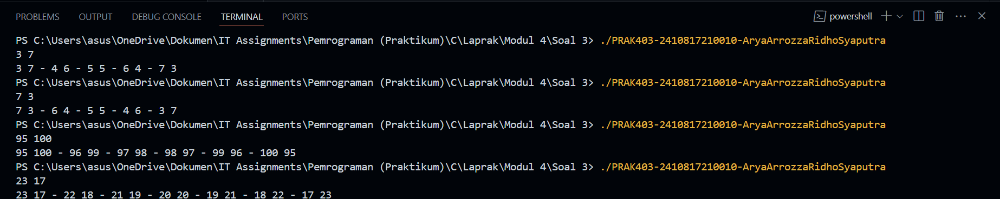 PROBLEMS OUTPUT DEBUG CONSOLE TERMINAL PORTS powershell
PS C:\Users\asus\OneDrive\Dokumen\IT Assignments\Pemrograman (Praktikum)\C\Laprak\Modul 4\Soal 3> ./PRAK403-2410817210010-AryaArrozzaRidhoSyaputra
3 7
3 7 - 4 6 - 5 5 - 6 4 - 7 3
PS C:\Users\asus\OneDrive\Dokumen\IT Assignments\Pemrograman (Praktikum)\C\Laprak\Modul 4\Soal 3> ./PRAK403-2410817210010-AryaArrozzaRidhoSyaputra
7 3
7 3 - 6 4 - 5 5 - 4 6 - 3 7
PS C:\Users\asus\OneDrive\Dokumen\IT Assignments\Pemrograman (Praktikum)\C\Laprak\Modul 4\Soal 3> ./PRAK403-2410817210010-AryaArrozzaRidhoSyaputra
95 100
95 100 - 96 99 - 97 98 - 98 97 - 99 96 - 100 95
PS C:\Users\asus\OneDrive\Dokumen\IT Assignments\Pemrograman (Praktikum)\C\Laprak\Modul 4\Soal 3> ./PRAK403-2410817210010-AryaArrozzaRidhoSyaputra
23 17
23 17 - 22 18 - 21 19 - 20 20 - 19 21 - 18 22 - 17 23